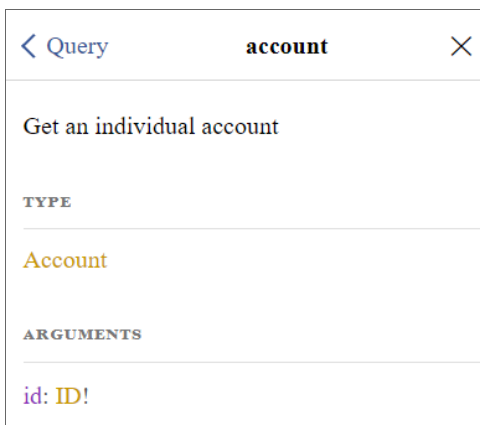 Query
account
Get an individual account
TYPE
Account
ARGUMENTS
id: ID!